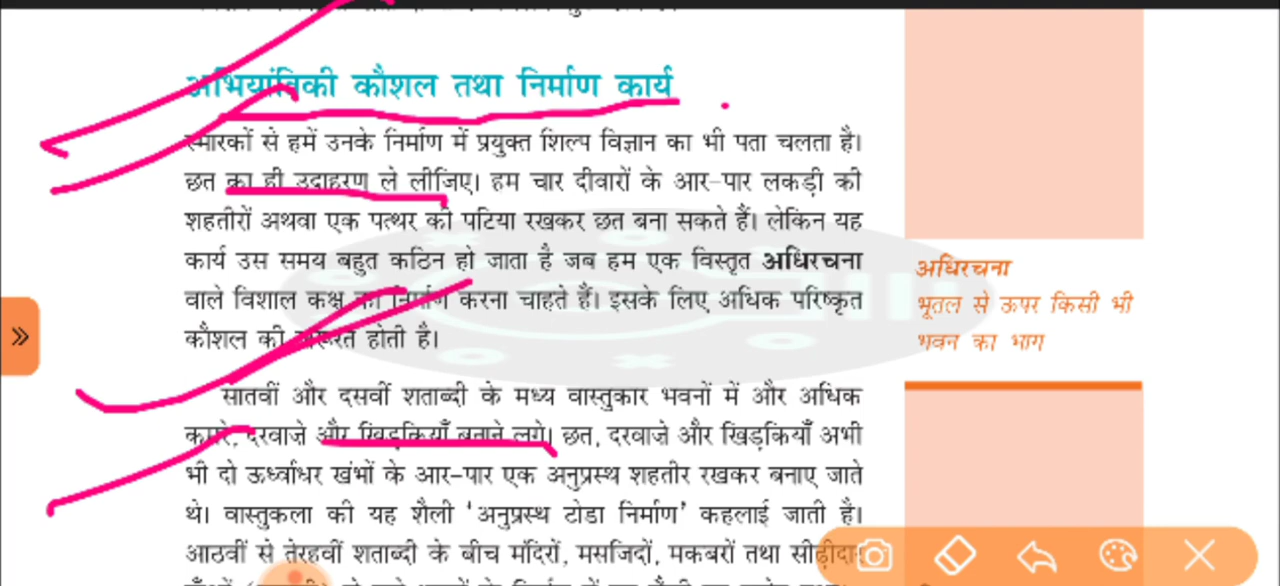 अभियांत्रिकी कौशल तथा निर्माण कार्य
स्मारकों से हमें उनके निर्माण में प्रयुक्त शिल्प विज्ञान का भी पता चलता है।
छत का ही उदाहरण ले लीजिए। हम चार दीवारों के आर-पार लकड़ी की
शहतीरों अथवा एक पत्थर की पटिया रखकर छत बना सकते हैं। लेकिन यह
कार्य उस समय बहुत कठिन हो जाता है जब हम एक विस्तृत अधिरचना
वाले विशाल कक्ष का निर्माण करना चाहते हैं। इसके लिए अधिक परिष्कृत
कौशल की ज़रूरत होती है।
सातवीं और दसवीं शताब्दी के मध्य वास्तुकार भवनों में और अधिक
कमरे, दरवाजे और खिड़कियाँ बनाने लगे। छत, दरवाजे और खिड़कियाँ अभी
भी दो ऊर्ध्वाधर खंभों के आर-पार एक अनुप्रस्थ शहतीर रखकर बनाए जाते
थे। वास्तुकला की यह शैली ‘अनुप्रस्थ टोडा निर्माण’ कहलाई जाती है।
आठवीं से तेरहवीं शताब्दी के बीच मंदिरों, मसजिदों, मकबरों तथा सीढ़ीदार
अधिरचना
भूतल से ऊपर किसी भी
भवन का भाग